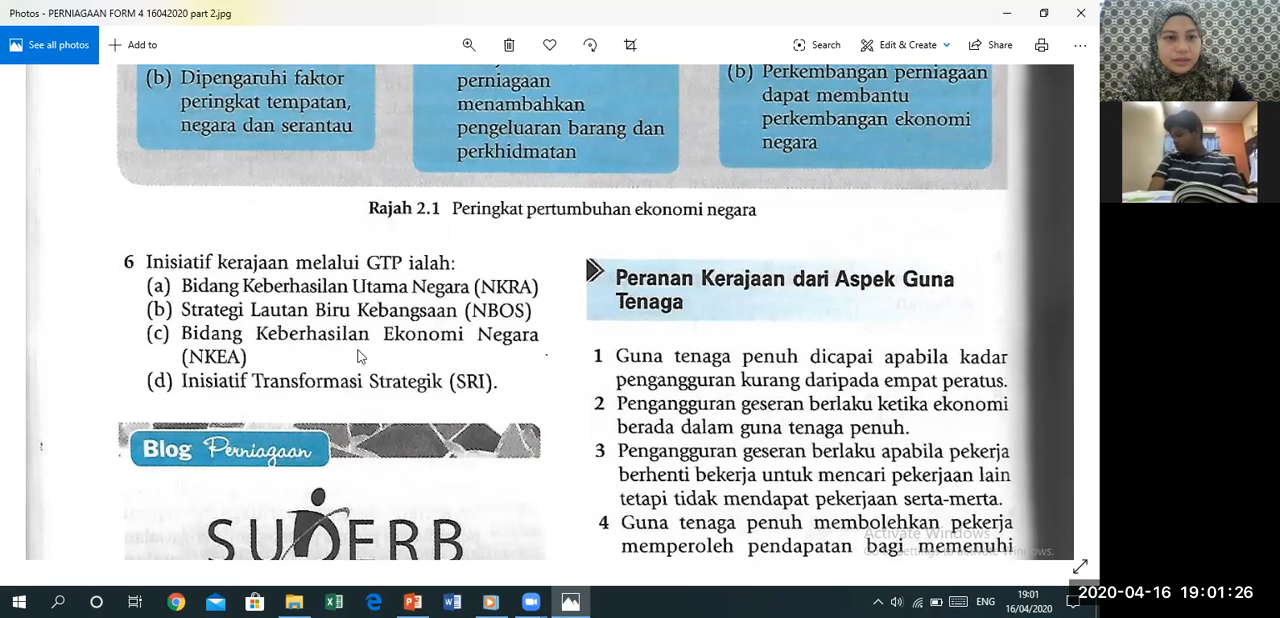 Photos - PERNIAGAAN FORM 4 16042020 part 2.jpg
See all photos
Add to
Search
Edit & Create
Share
(b) Dipengaruhi faktor
peringkat tempatan,
negara dan serantau
perniagaan
menambahkan
pengeluaran barang dan
perkhidmatan
(b) Perkembangan perniagaan
dapat membantu
perkembangan ekonomi
negara
Rajah 2.1 Peringkat pertumbuhan ekonomi negara
6 Inisiatif kerajaan melalui GTP ialah:
(a) Bidang Keberhasilan Utama Negara (NKRA)
(b) Strategi Lautan Biru Kebangsaan (NBOS)
(c) Bidang Keberhasilan Ekonomi Negara
(NKEA)
(d) Inisiatif Transformasi Strategik (SRI).
Blog Perniagaan
SUPERB
Peranan Kerajaan dari Aspek Guna
Tenaga
1 Guna tenaga penuh dicapai apabila kadar
pengangguran kurang daripada empat peratus.
2 Pengangguran geseran berlaku ketika ekonomi
berada dalam guna tenaga penuh.
3 Pengangguran geseran berlaku apabila pekerja
berhenti bekerja untuk mencari pekerjaan lain
tetapi tidak mendapat pekerjaan serta-merta.
4 Guna tenaga penuh membolehkan pekerja
memperoleh pendapatan bagi memenuhi
Activate Windows
Settings to activate Windows.
ENG
19:01
16/04/2020
2020-04-16 19:01:26